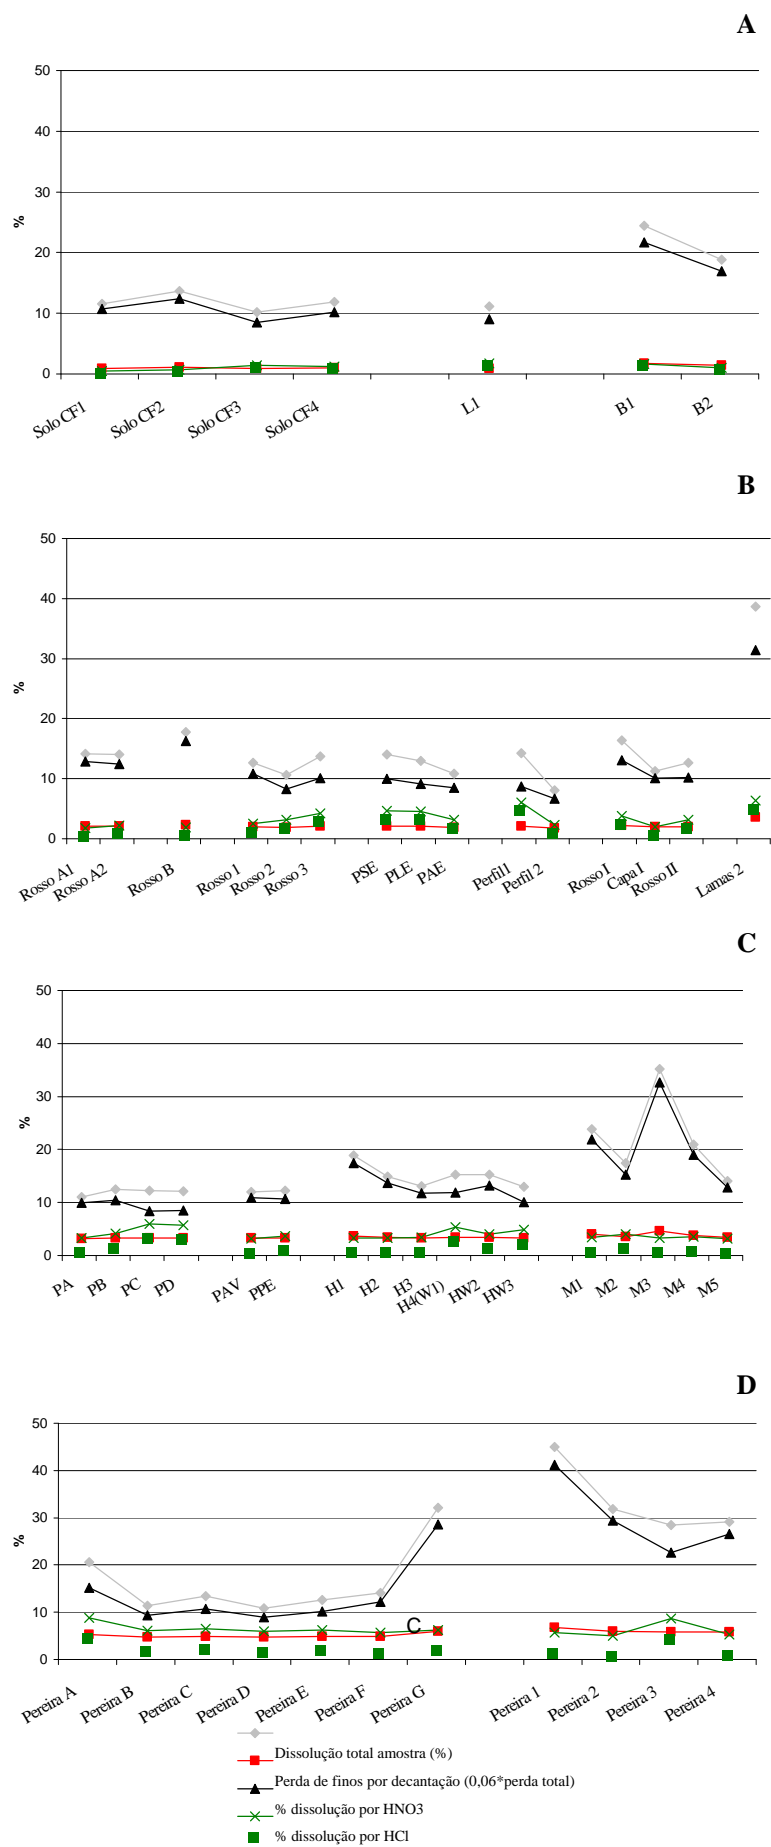 A
50
40
30
20
10
0
%
Solo CF1 Solo CF2 Solo CF3 Solo CF4 L1 B1 B2
B
50
40
30
20
10
0
%
Rosso A1 Rosso A2 Rosso B Rosso 1 Rosso 2 Rosso 3 PSE PLE PAE Perfil1 Perfil 2 Rosso I Capa I Rosso II Lamas 2
C
50
40
30
20
10
0
%
PA PB PC PD PAV PPE H1 H2 H3 H4(W1) HW2 HW3 M1 M2 M3 M4 M5
D
50
40
30
20
10
0
%
C
Pereira A Pereira B Pereira C Pereira D Pereira E Pereira F Pereira G Pereira 1 Pereira 2 Pereira 3 Pereira 4
Dissolução total amostra (%)
Perda de finos por decantação (0,06*perda total)
% dissolução por HNO3
% dissolução por HCl